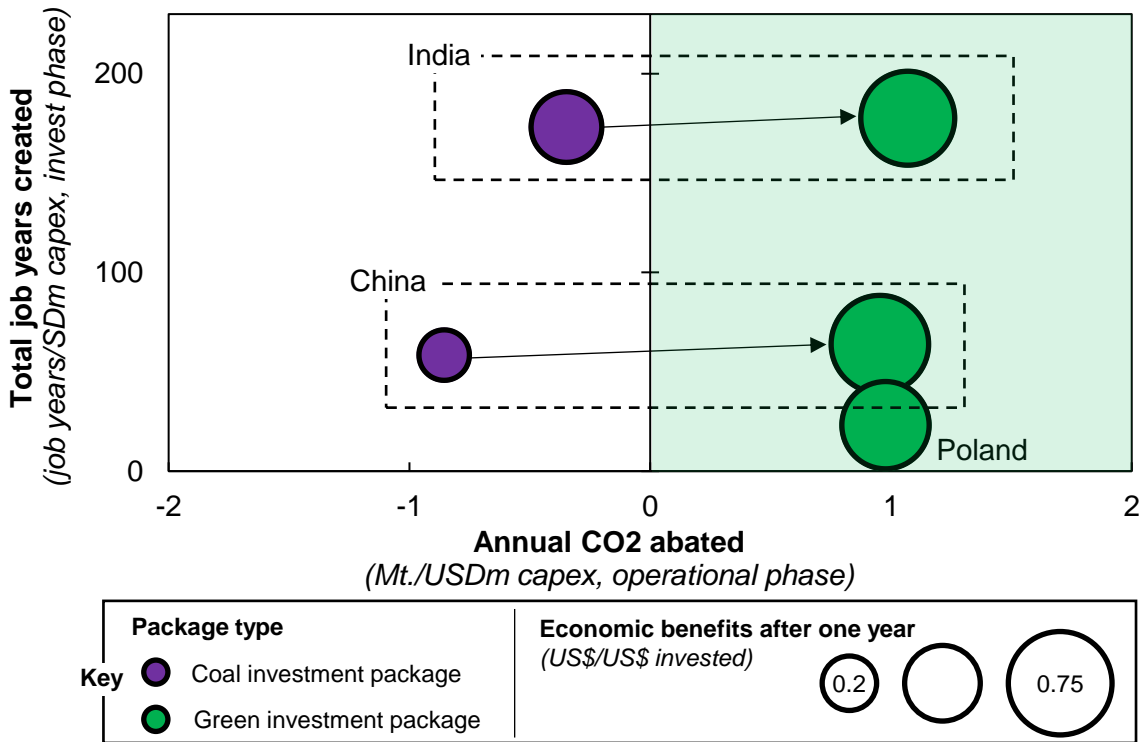 Total job years created
(job years/SDm capex, invest phase)
200
100
0
India
China
Poland
-2
-1
0
1
2
Annual CO2 abated
(Mt./USDm capex, operational phase)
Key
Package type
Coal investment package
Green investment package
Economic benefits after one year
(US$/US$ invested)
0.2
0.75